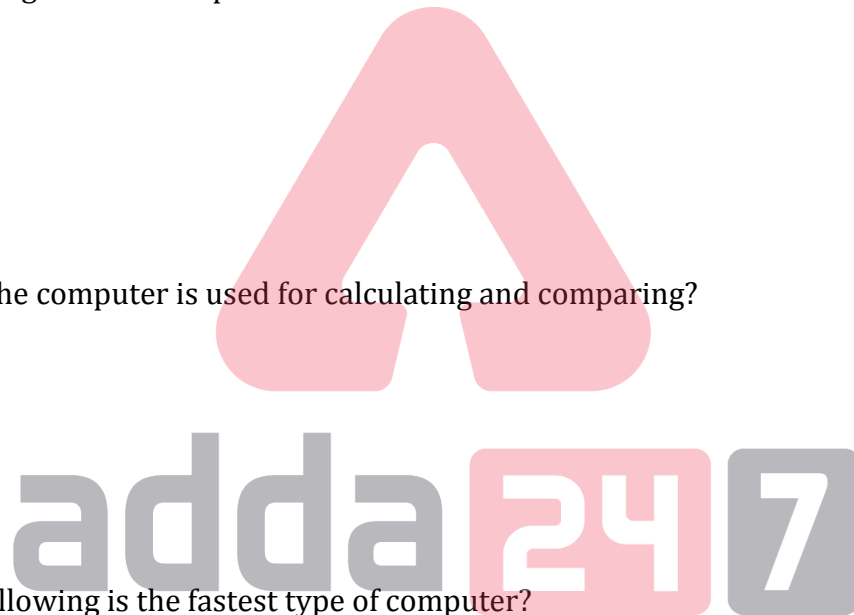 he computer is used for calculating and comparing?
adda 24 7
llowing is the fastest type of computer?